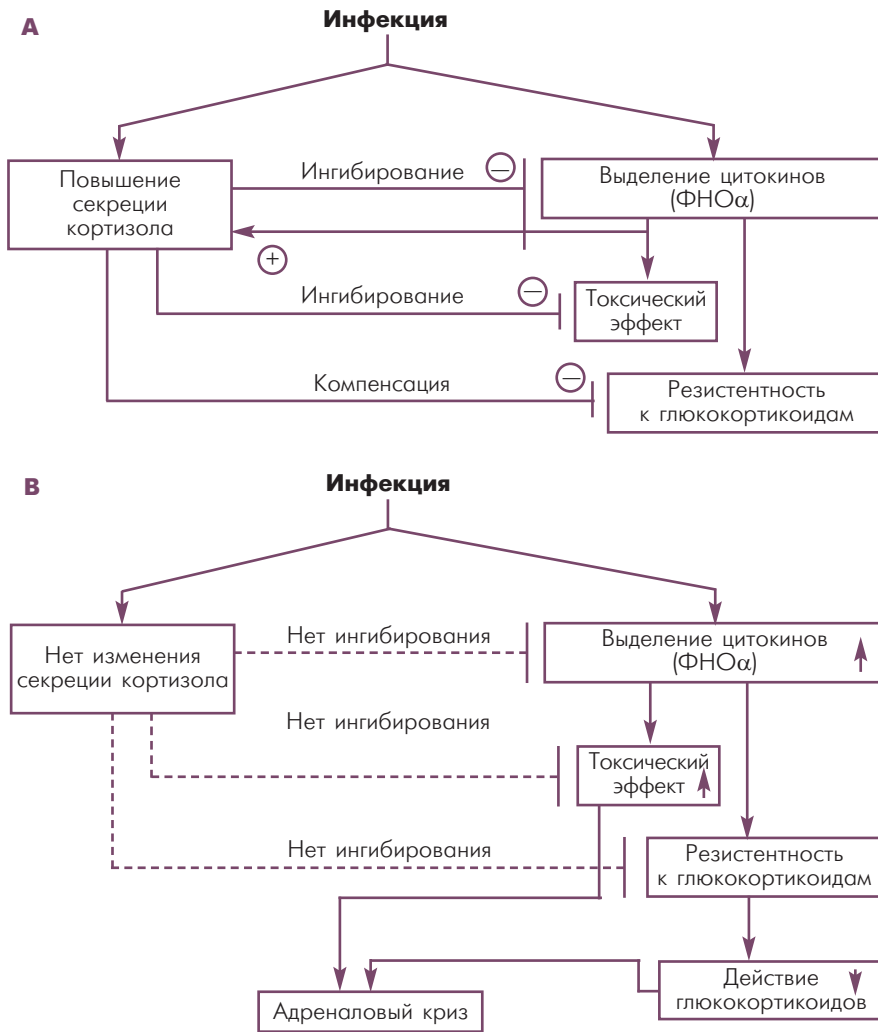 А
Инфекция
Повышение
секреции
кортизола
Ингибирование
−
Выделение цитокинов
(ФНОα)
+
Ингибирование
−
Токсический
эффект
Компенсация
−
Резистентность
к глюкокортикоидам
В
Инфекция
Нет изменения
секреции кортизола
Нет ингибирования
Выделение цитокинов
(ФНОα)
Нет ингибирования
Токсический
эффект
Нет ингибирования
Резистентность
к глюкокортикоидам
Адреналовый криз
Действие
глюкокортикоидов